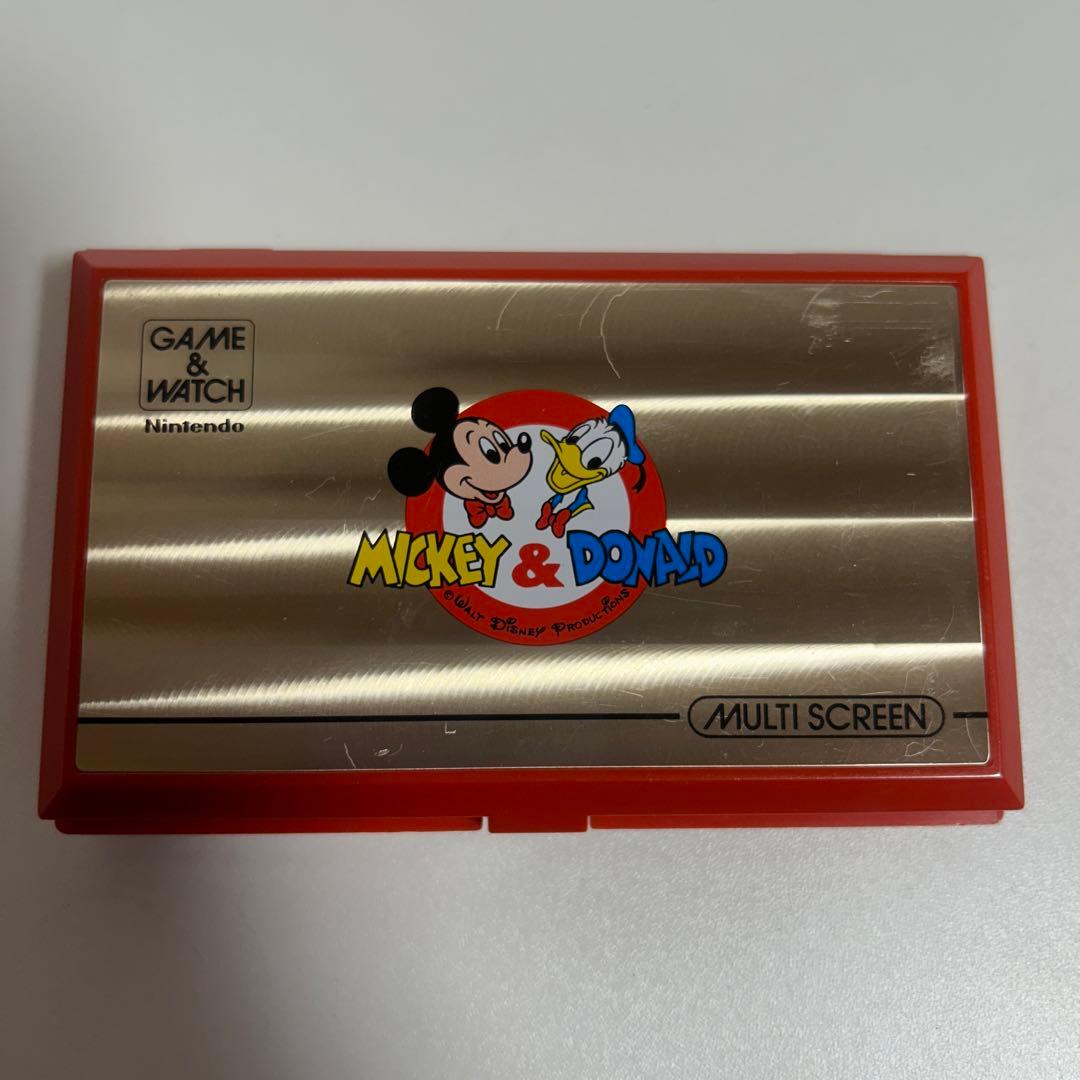 GAME
&
WATCH
Nintendo
MICKEY & DONALD
© WALT DISNEY PRODUCTIONS
MULTI SCREEN